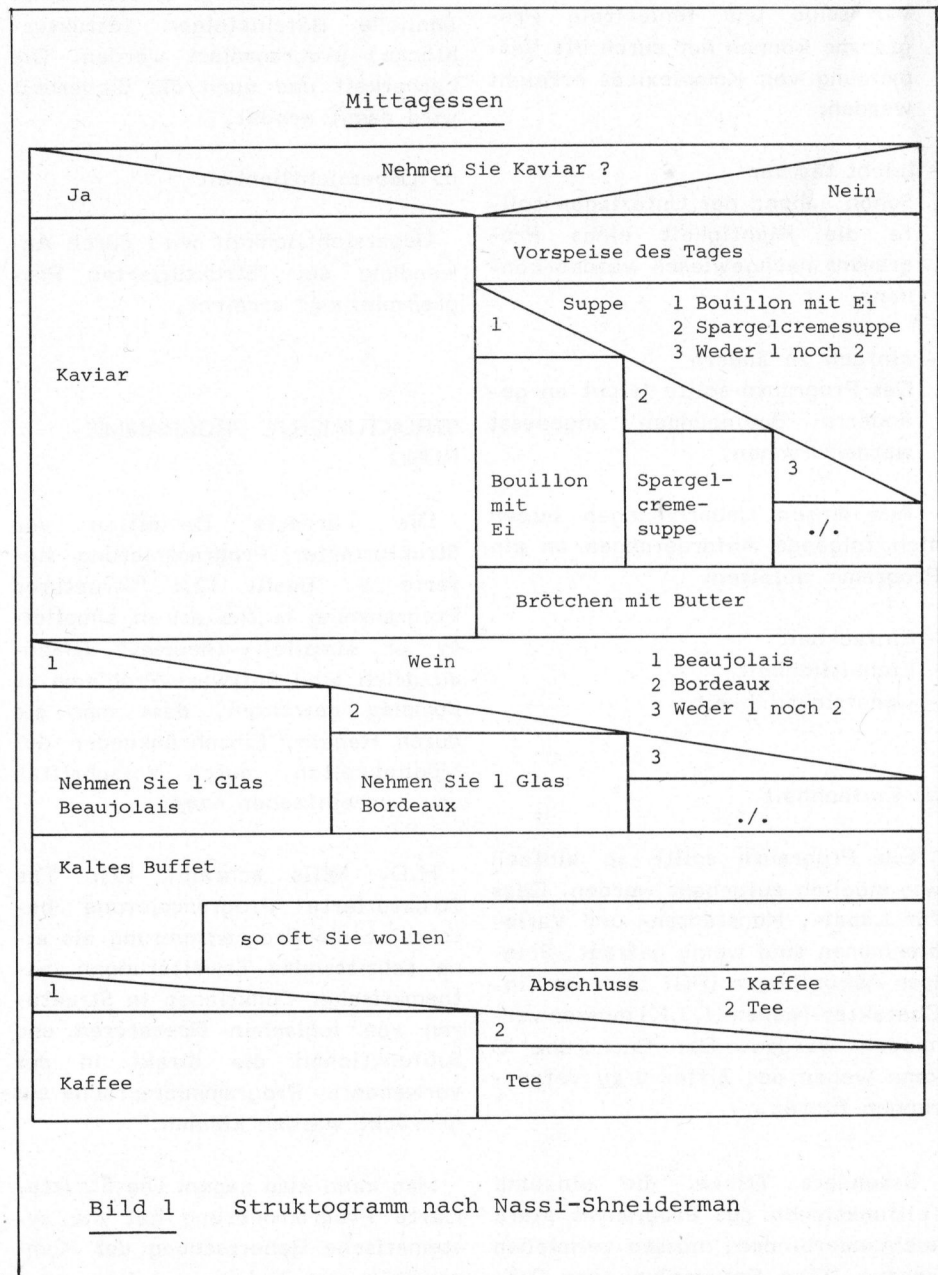 Mittagessen
Nehmen Sie Kaviar ?
Ja
Nein
Vorspeise des Tages
Kaviar
1
Suppe
1 Bouillon mit Ei
2 Spargelcremesuppe
3 Weder 1 noch 2
2
3
Bouillon
mit
Ei
Spargel-
creme-
suppe
./.
Brötchen mit Butter
1
Wein
1 Beaujolais
2 Bordeaux
3 Weder 1 noch 2
2
3
Nehmen Sie 1 Glas
Beaujolais
Nehmen Sie 1 Glas
Bordeaux
./.
Kaltes Buffet
so oft Sie wollen
1
Abschluss
1 Kaffee
2 Tee
2
Kaffee
Tee
Bild 1 Struktogramm nach Nassi-Shneiderman